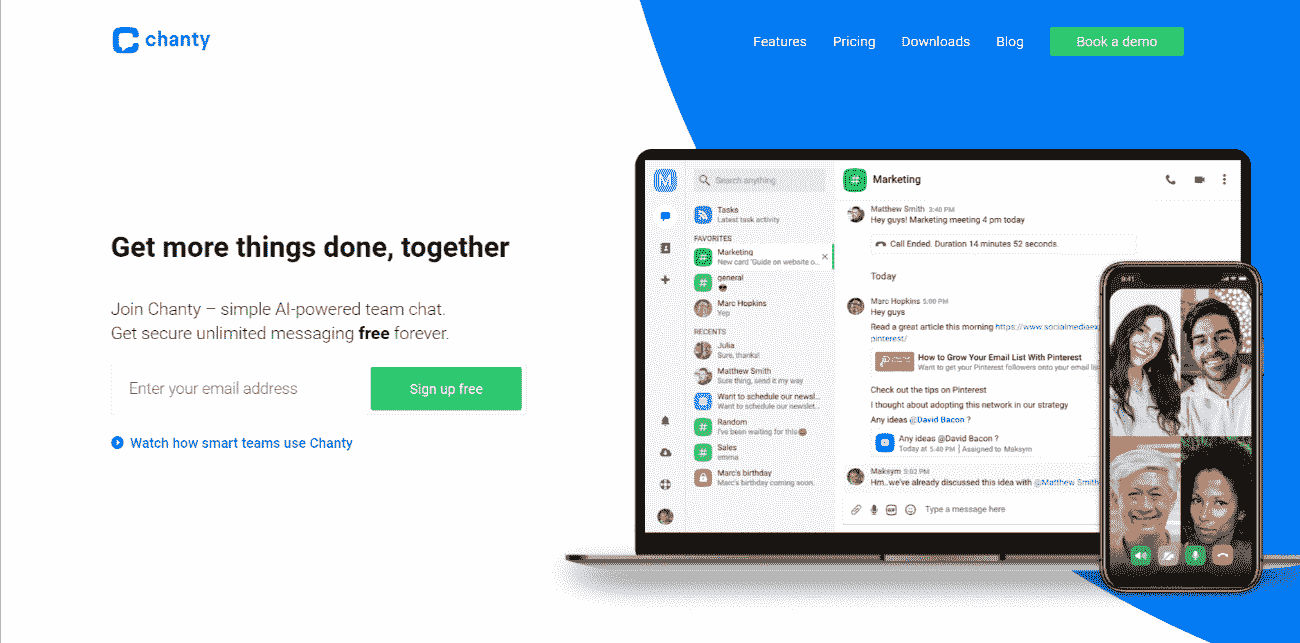 chanty
Features Pricing Downloads Blog Book a demo
Get more things done, together
Join Chanty – simple AI-powered team chat.
Get secure unlimited messaging free forever.
Enter your email address
Sign up free
Watch how smart teams use Chanty
M
Search anything
Tasks
Latest task activity
FAVORITES
Marketing
New card "Guide on website o...
general
Marc Hopkins
Yep
RECENTS
Julia
Sure, thanks!
Matthew Smith
Sure thing, send it my way
Want to schedule our newsl...
Want to schedule our newslet...
Random
I've been waiting for this
Sales
emma
Marc's birthday
Marc's birthday coming soon.
Marketing
Matthew Smith 3:40 PM
Hey guys! Marketing meeting 4 pm today
Call Ended. Duration 14 minutes 52 seconds.
Today
Marc Hopkins 5:00 PM
Hey guys
Read a great article this morning https://www.socialmediaex
pinterest/
How to Grow Your Email List With Pinterest
Want to get your Pinterest followers onto your email lis
Check out the tips on Pinterest
I thought about adopting this network in our strategy
Any ideas @David Bacon ?
Any ideas @David Bacon ?
Today at 5:40 PM | Assigned to Maksym
Maksym 5:02 PM
Hm..we've already discussed this idea with @Matthew Smith
GIF
Type a message here
9:41